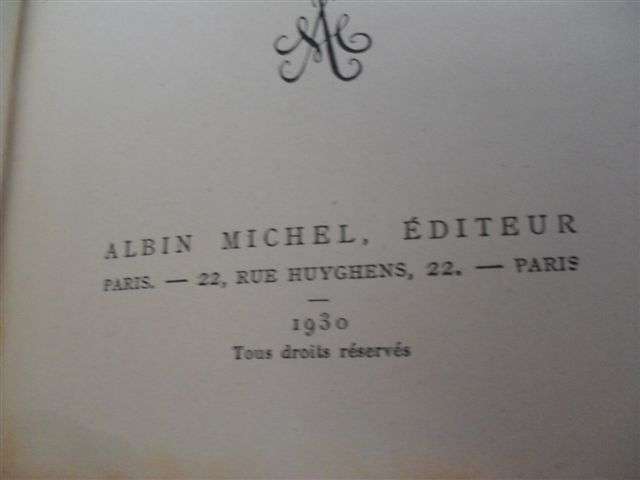 ALBIN MICHEL, ÉDITEUR
PARIS. — 22, RUE HUYGHENS, 22. — PARIS
—
1930
Tous droits réservés